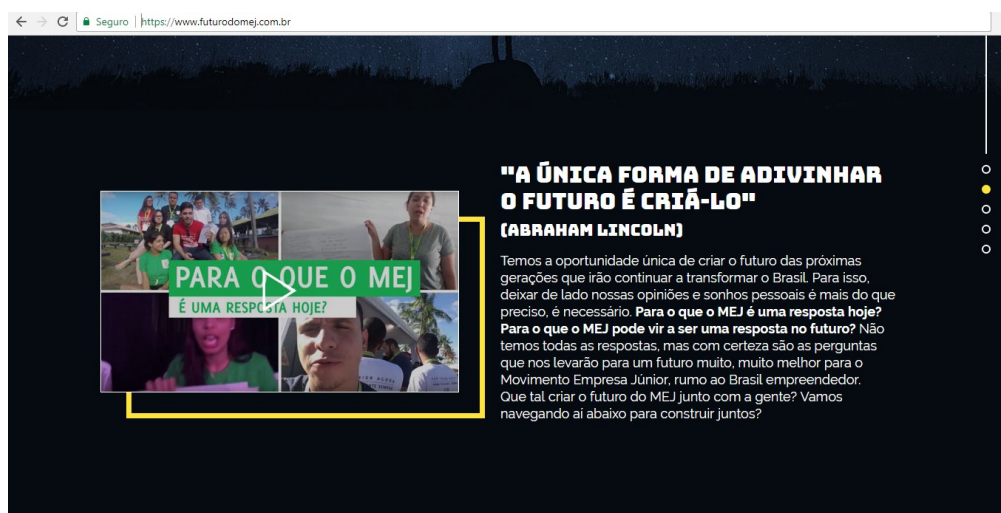 Seguro | https://www.futurodomej.com.br
"A ÚNICA FORMA DE ADIVINHAR
O FUTURO É CRIÁ-LO"
(ABRAHAM LINCOLN)
PARA O QUE O MEJ
É UMA RESPOSTA HOJE?
Temos a oportunidade única de criar o futuro das próximas
gerações que irão continuar a transformar o Brasil. Para isso,
deixar de lado nossas opiniões e sonhos pessoais é mais do que
preciso, é necessário. Para o que o MEJ é uma resposta hoje?
Para o que o MEJ pode vir a ser uma resposta no futuro? Não
temos todas as respostas, mas com certeza são as perguntas
que nos levarão para um futuro muito, muito melhor para o
Movimento Empresa Júnior, rumo ao Brasil empreendedor.
Que tal criar o futuro do MEJ junto com a gente? Vamos
navegando aí abaixo para construir juntos?